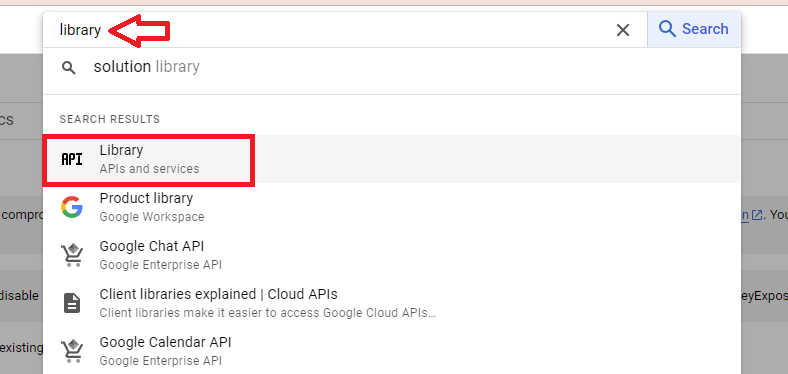 library
Search
solution library
SEARCH RESULTS
CS
API
Library
APIs and services
Product library
Google Workspace
compro
n
. You
Google Chat API
Google Enterprise API
disable
Client libraries explained | Cloud APIs
Client libraries make it easier to access Google Cloud APIs…
eyExpos
existing
Google Calendar API
Google Enterprise API